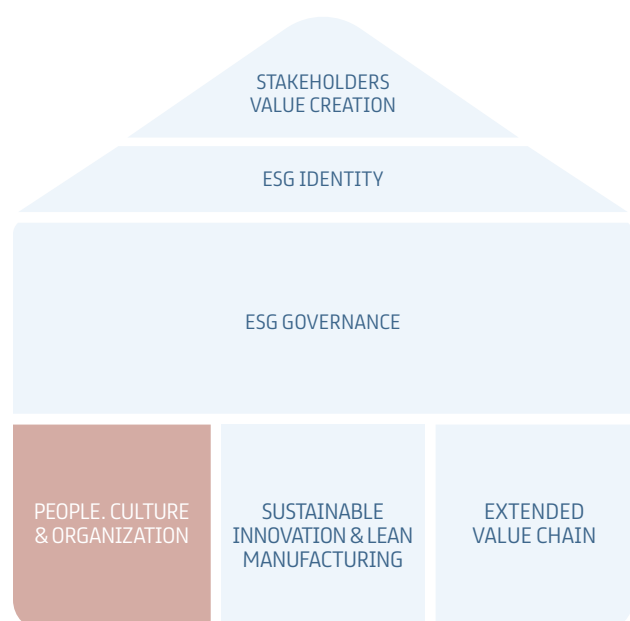 STAKEHOLDERS
VALUE CREATION
ESG IDENTITY
ESG GOVERNANCE
PEOPLE. CULTURE
& ORGANIZATION
SUSTAINABLE
INNOVATION & LEAN
MANUFACTURING
EXTENDED
VALUE CHAIN